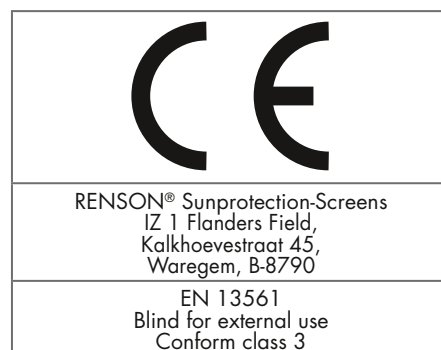 CE
RENSON® Sunprotection-Screens
IZ 1 Flanders Field,
Kalkhoevestraat 45,
Waregem, B-8790
EN 13561
Blind for external use
Conform class 3